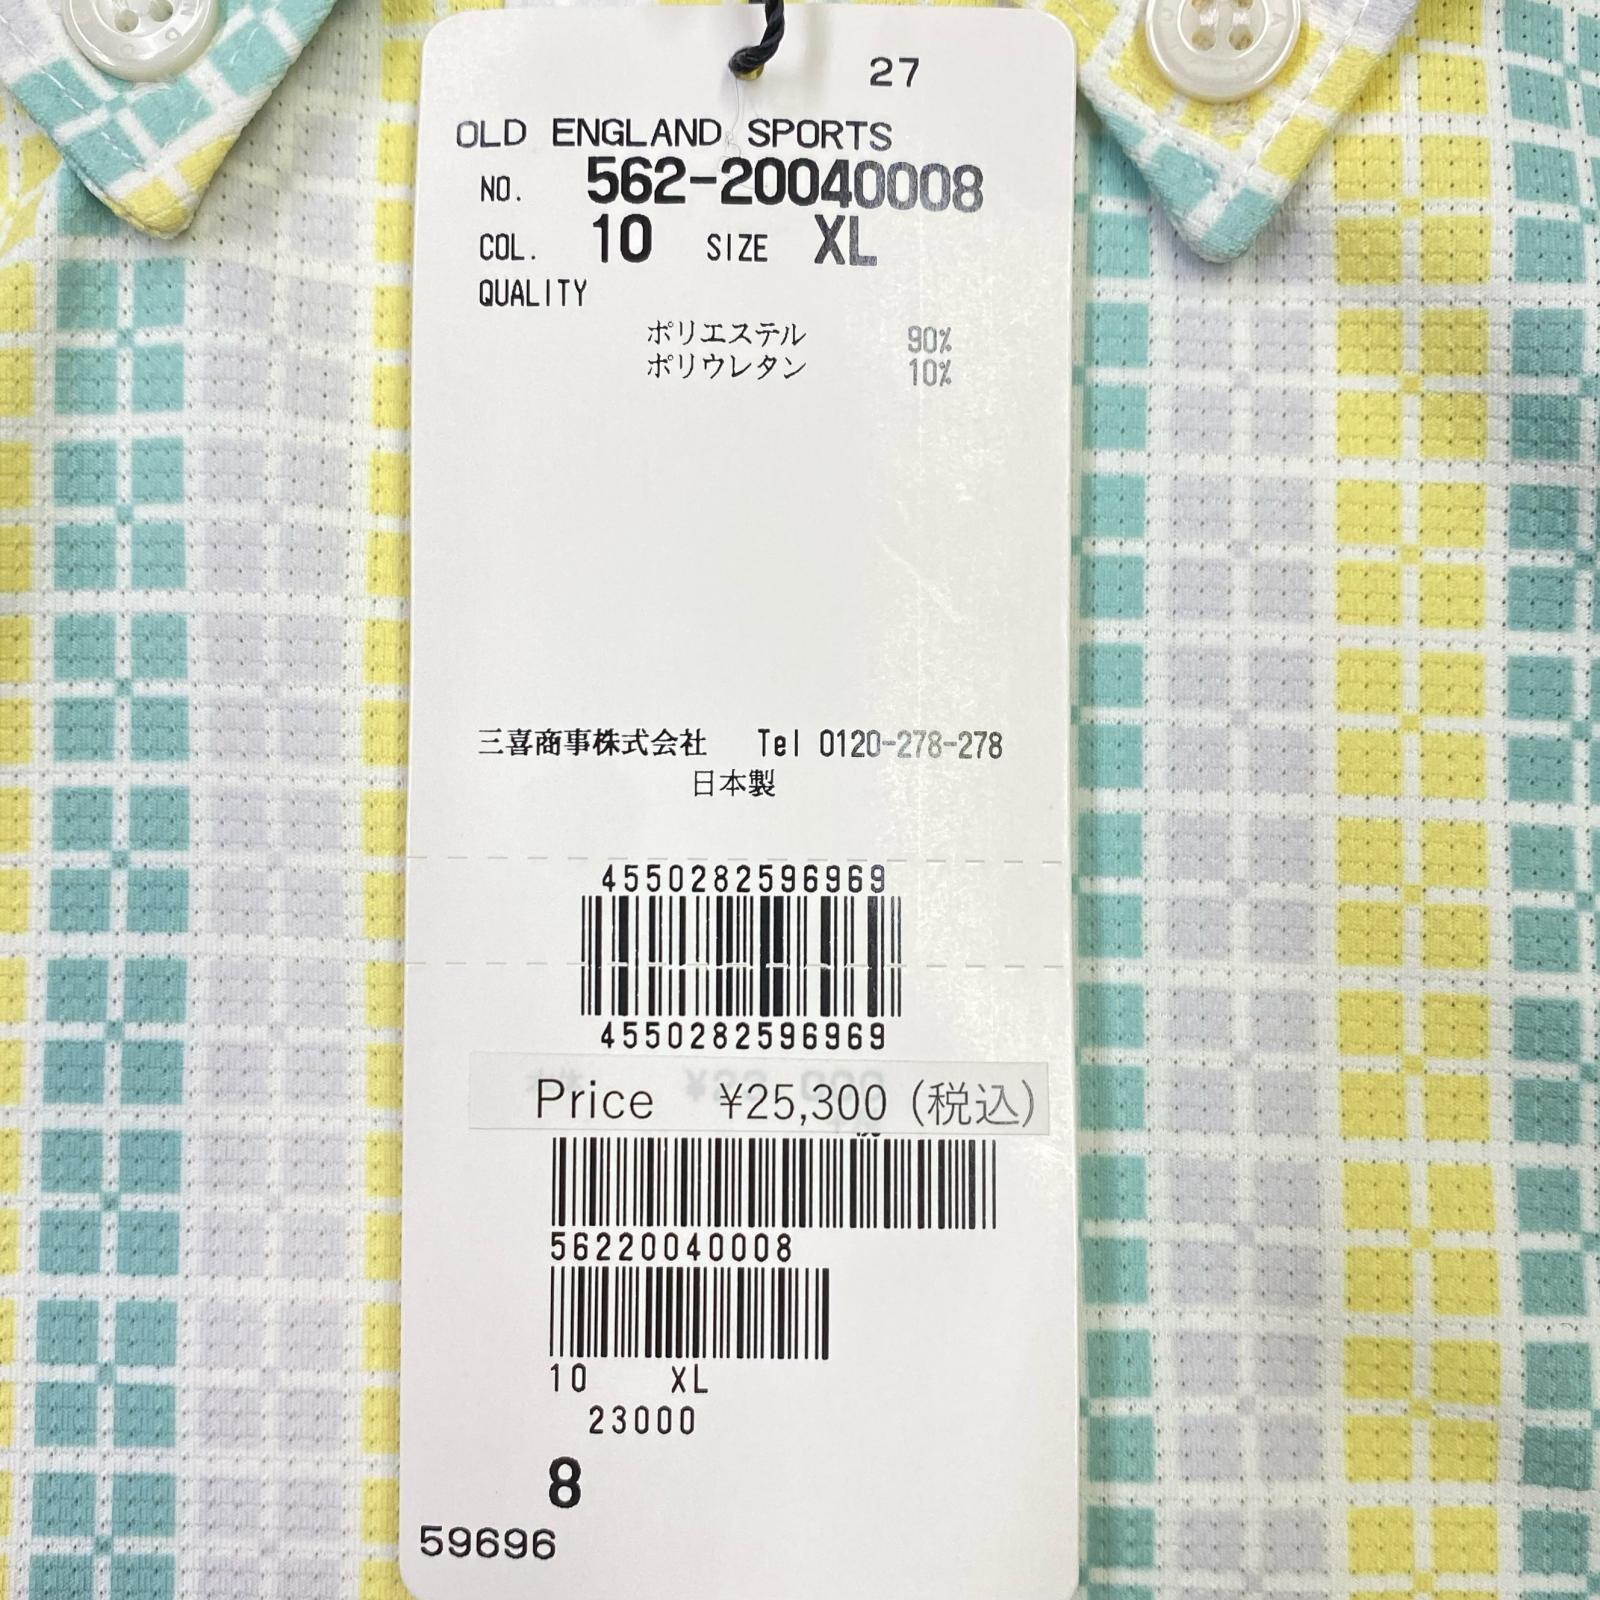 27
OLD ENGLAND SPORTS
NO. 562-20040008
COL. 10 SIZE XL
QUALITY
ポリエステル 90%
ポリウレタン 10%
三喜商事株式会社 Tel 0120-278-278
日本製
4550282596969
4550282596969
Price ¥25,300 (税込)
56220040008
10 XL
23000
8
59696